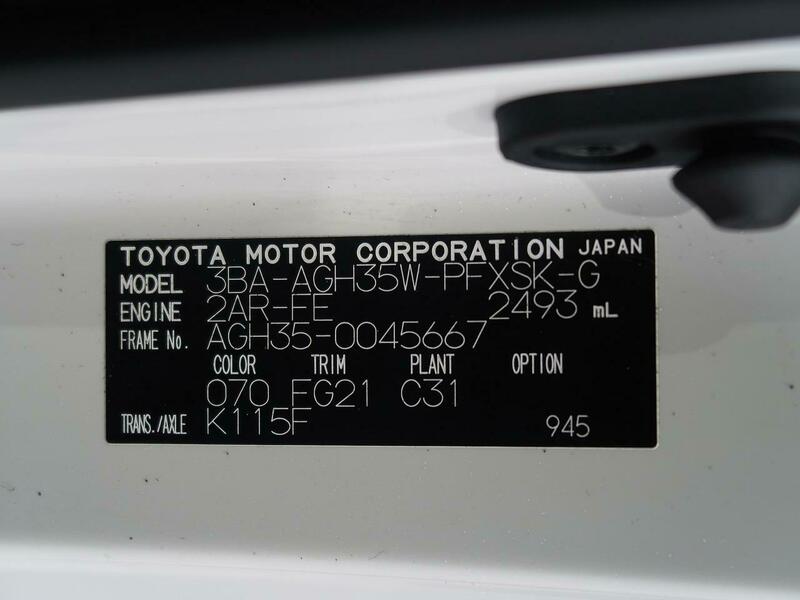 TOYOTA MOTOR CORPORATION JAPAN
MODEL 3BA-AGH35W-PFXSK-G
ENGINE 2AR-FE 2493 mL
FRAME No. AGH35-0045667
COLOR TRIM PLANT OPTION
070 FG21 C31
TRANS./AXLE K115F 945